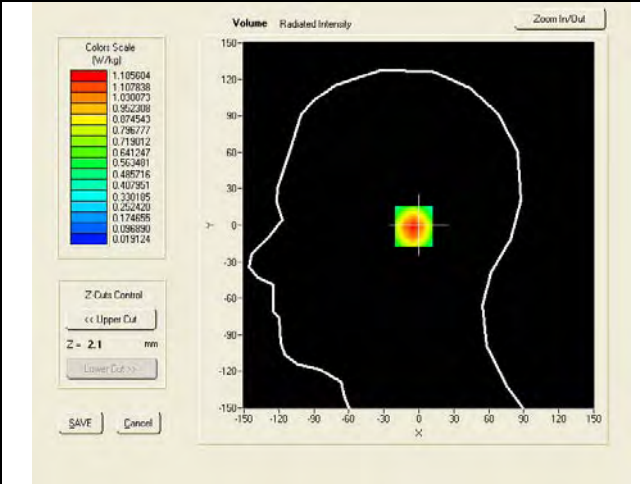 Volume Radiated Intensity
Zoom In/Out
Colors Scale
(W/kg)
1.185604
1.107838
1.030073
0.952308
0.874543
0.796777
0.719012
0.641247
0.563481
0.485716
0.407951
0.330185
0.252420
0.174655
0.096890
0.019124
Z-Cuts Control
<< Upper Cut
Z = 2.1 mm
Lower Cut >>
SAVE Cancel
150
120
90
60
30
0
-30
-60
-90
-120
-150
Y
-150 -120 -90 -60 -30 0 30 60 90 120 150
X